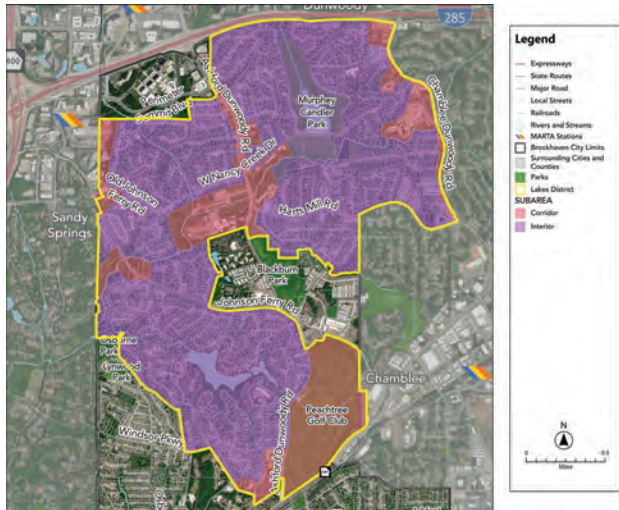 Dunwoody
285
400
Perimeter
Summit Pkwy
Ashford Dunwoody Rd
Murphey
Candler
Park
Chamblee Dunwoody Rd
W Nancy Creek Dr
Old Johnson
Ferry Rd
Sandy
Springs
Harts Mill Rd
Blackburn
Park
Johnson Ferry Rd
Osborne
Park
Lynwood
Park
Chamblee
Windsor Pkwy
Ashford Dunwoody Rd
Peachtree
Golf Club
Legend
Expressways
State Routes
Major Road
Local Streets
Railroads
Rivers and Streams
MARTA Stations
Brookhaven City Limits
Surrounding Cities and
Counties
Parks
Lakes District
SUBAREA
Corridor
Interior
N
0
Miles